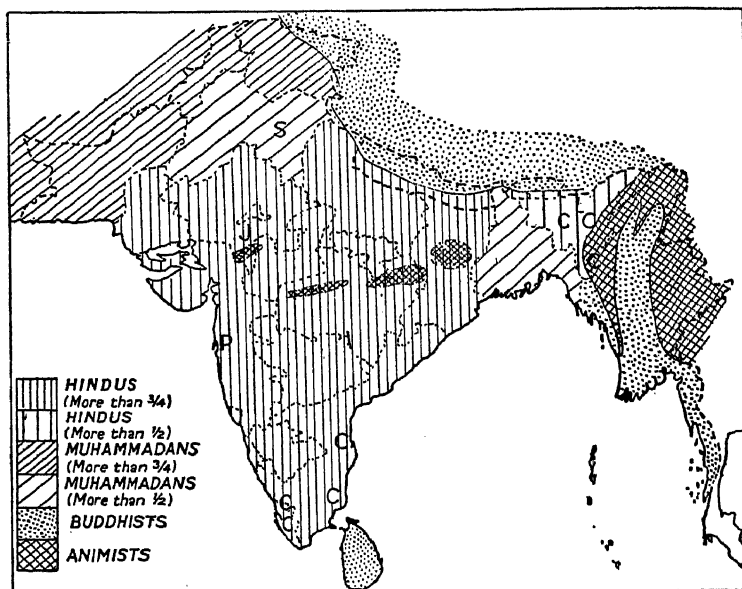 S
C C
C
J
P
C
C
C
C
HINDUS
(More than ¾)
HINDUS
(More than ½)
MUHAMMADANS
(More than ¾)
MUHAMMADANS
(More than ½)
BUDDHISTS
ANIMISTS